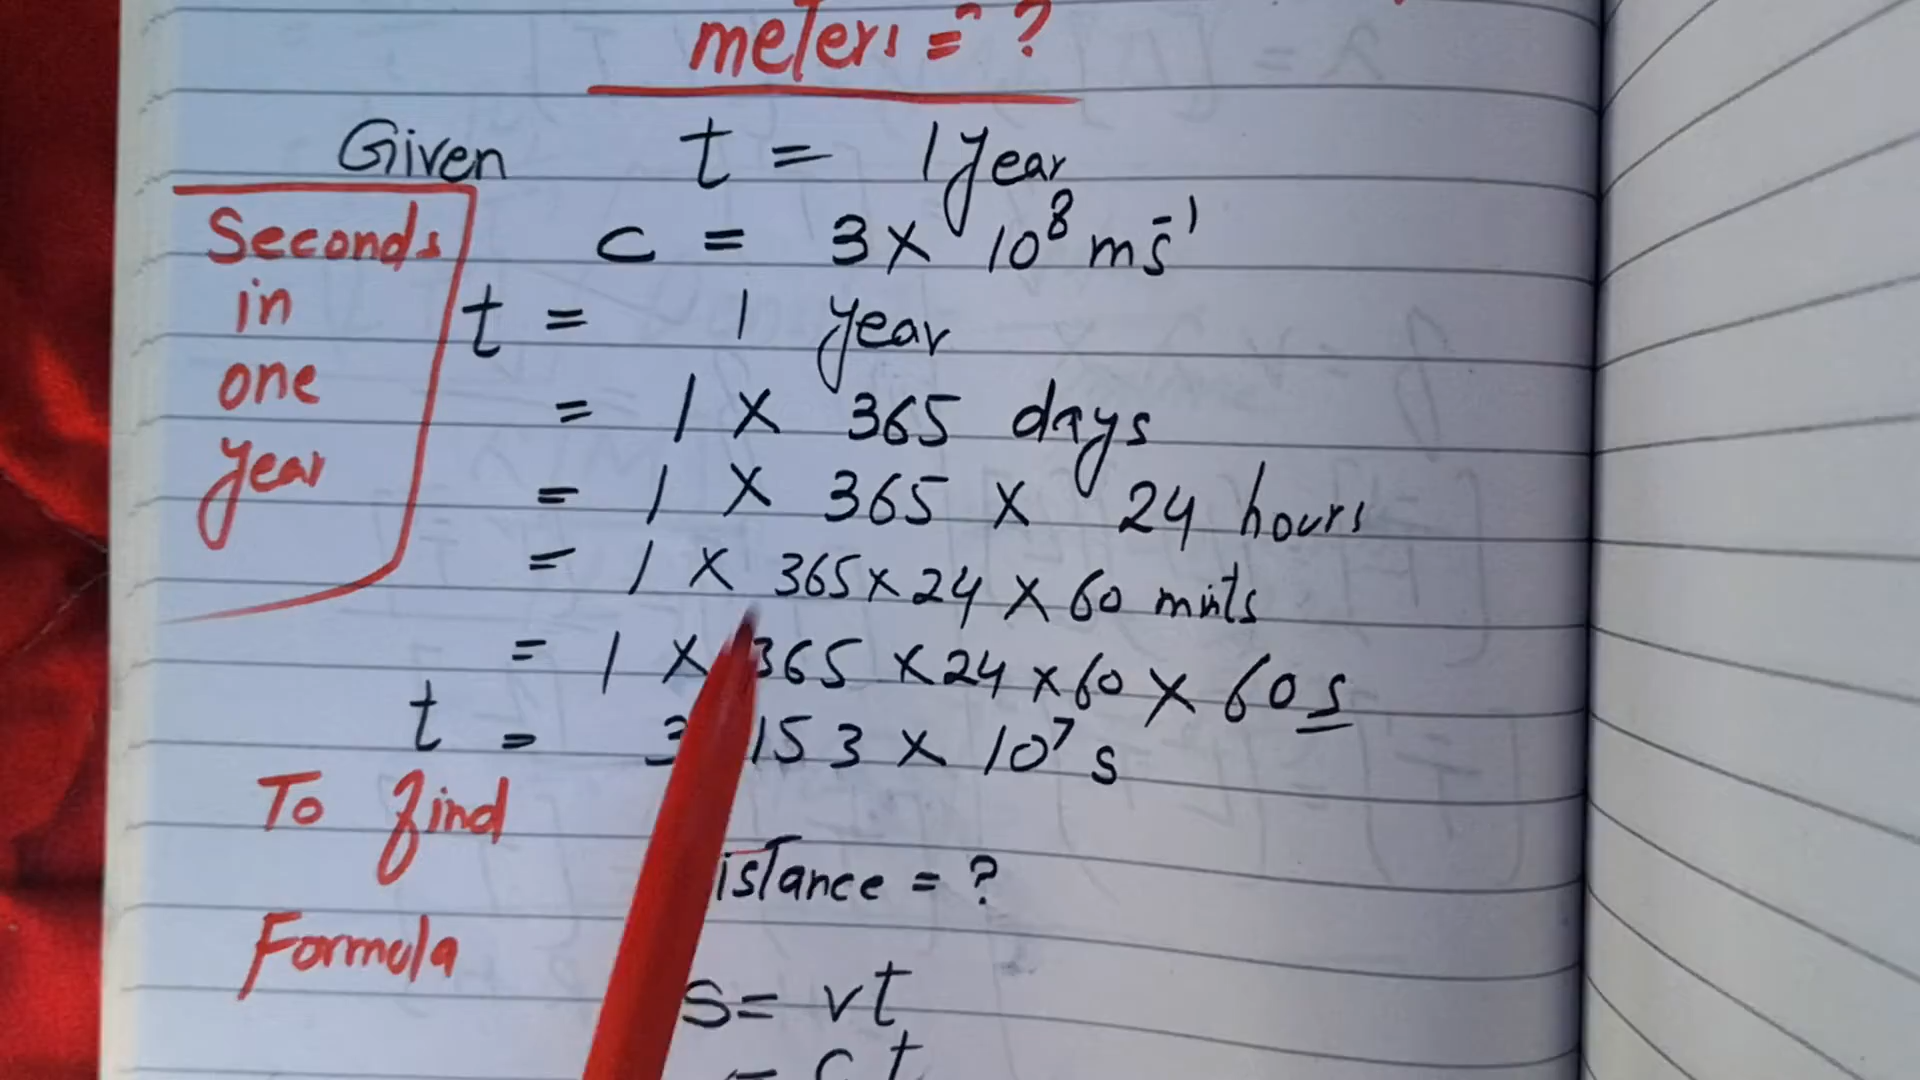 meters = ?
Given t = 1 year
c = 3 × 10⁸ ms⁻¹
Seconds in one year
t = 1 year
= 1 × 365 days
= 1 × 365 × 24 hours
= 1 × 365 × 24 × 60 mints
= 1 × 365 × 24 × 60 × 60 s
t = 3 153 × 10⁷ s
To find
istance = ?
Formula
S = vt
= ct